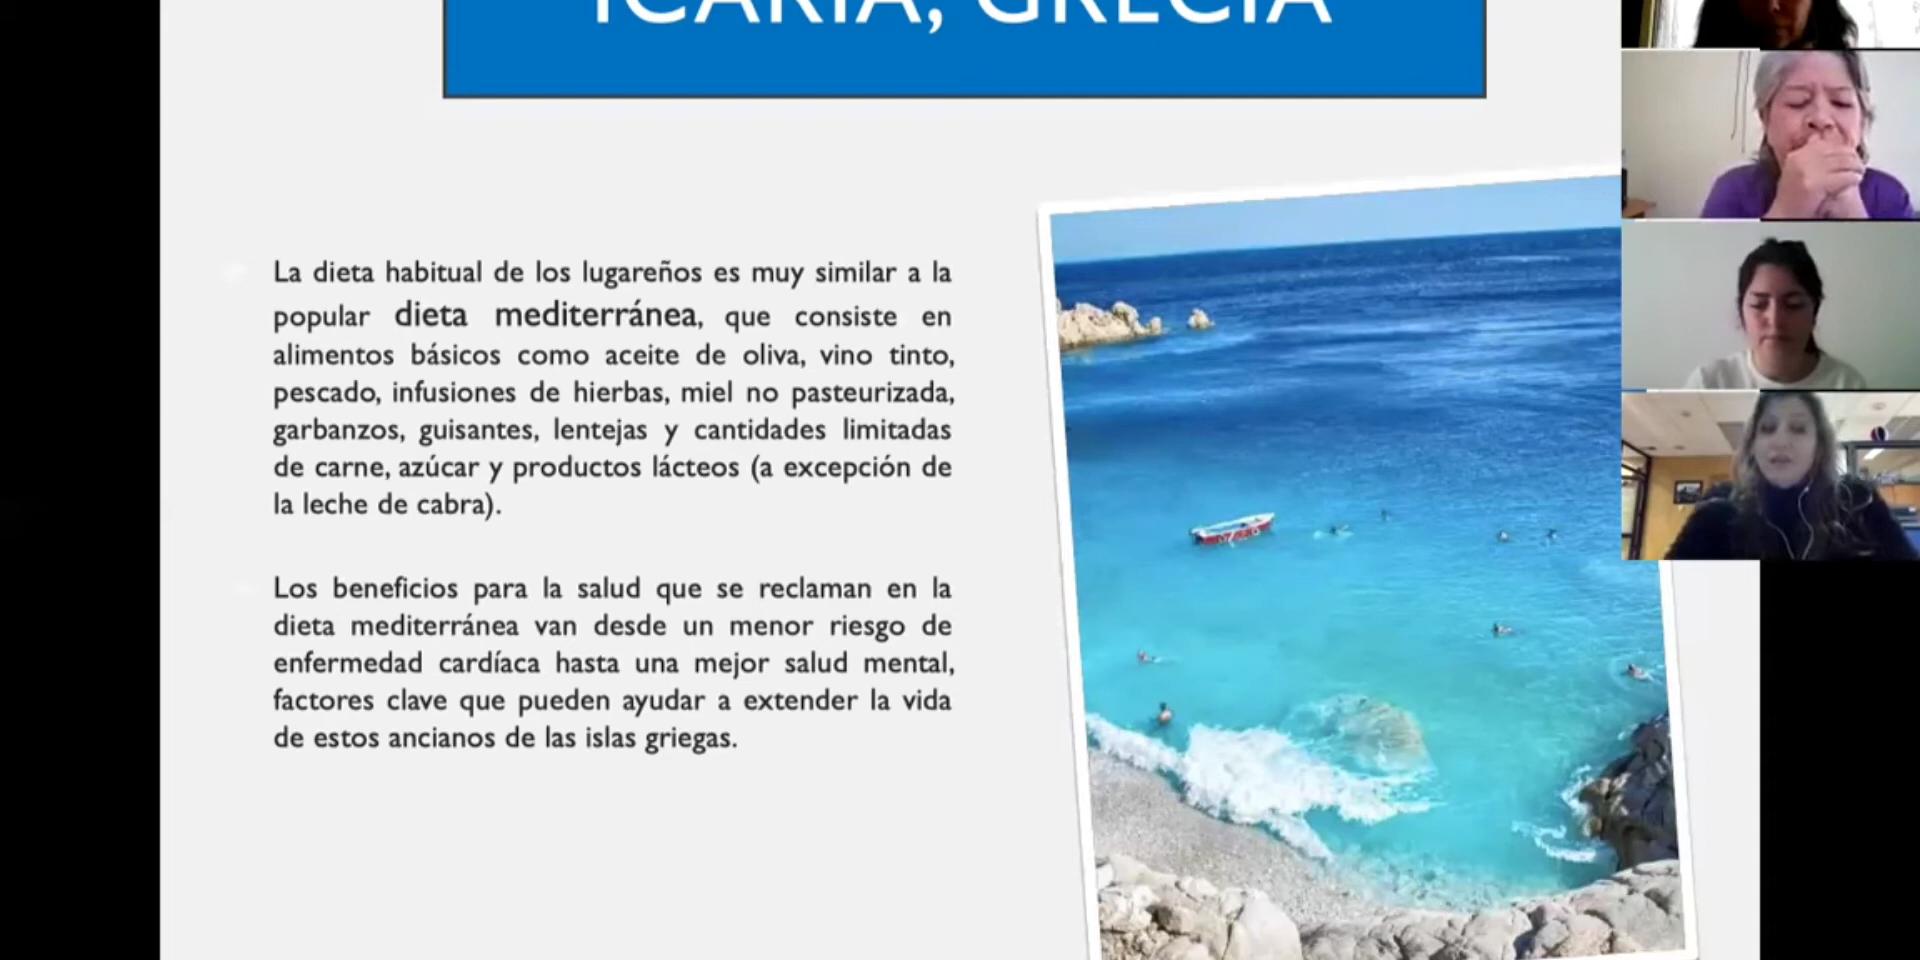 ICARIA, GRECIA
La dieta habitual de los lugareños es muy similar a la
popular dieta mediterránea, que consiste en
alimentos básicos como aceite de oliva, vino tinto,
pescado, infusiones de hierbas, miel no pasteurizada,
garbanzos, guisantes, lentejas y cantidades limitadas
de carne, azúcar y productos lácteos (a excepción de
la leche de cabra).
Los beneficios para la salud que se reclaman en la
dieta mediterránea van desde un menor riesgo de
enfermedad cardíaca hasta una mejor salud mental,
factores clave que pueden ayudar a extender la vida
de estos ancianos de las islas griegas.